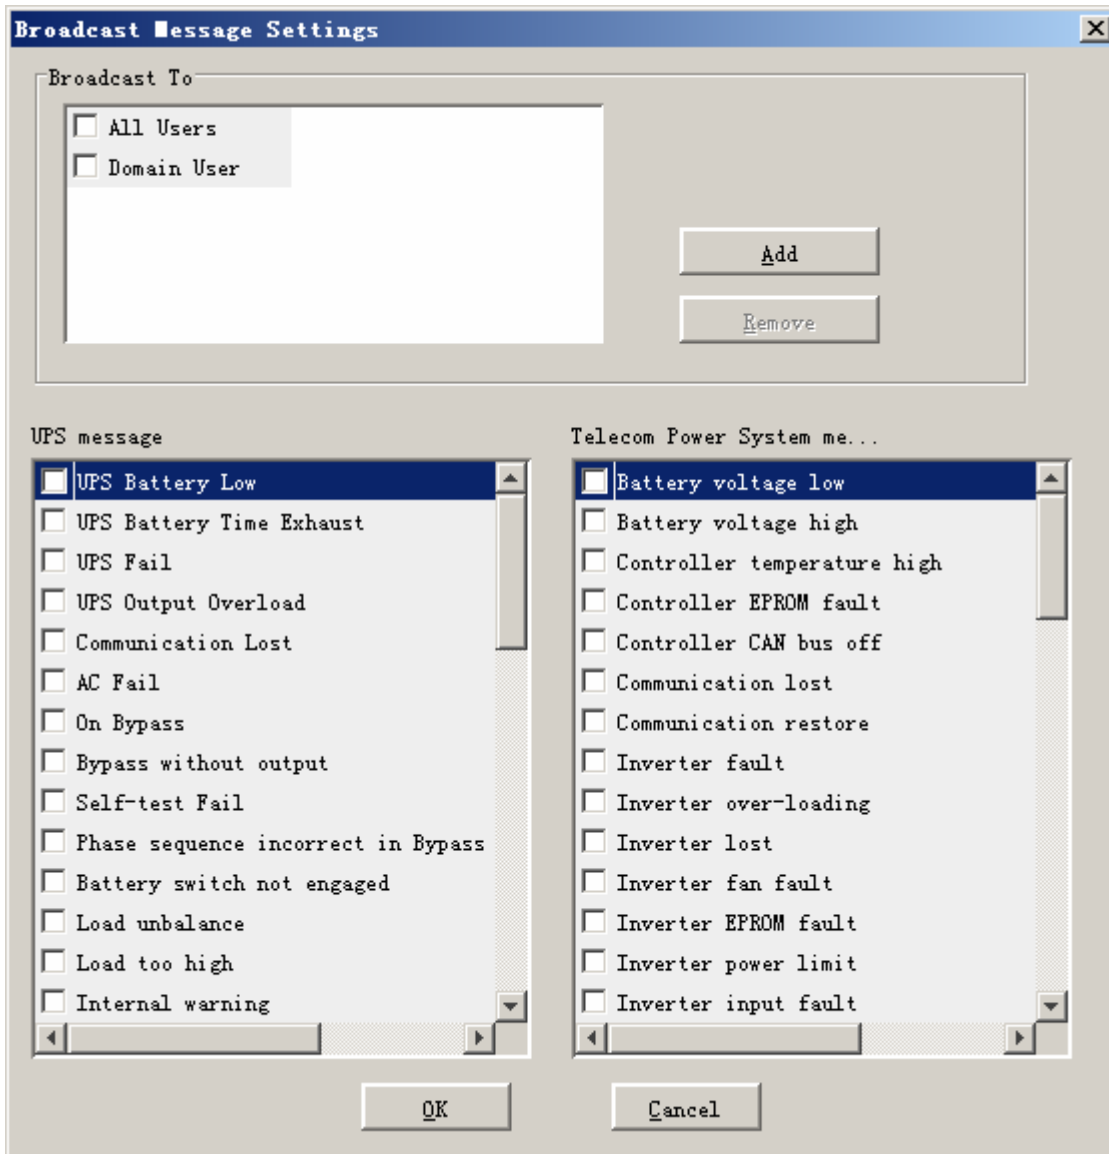 Broadcast Message Settings
Broadcast To
All Users
Domain User
Add
Remove
UPS message
UPS Battery Low
UPS Battery Time Exhaust
UPS Fail
UPS Output Overload
Communication Lost
AC Fail
On Bypass
Bypass without output
Self-test Fail
Phase sequence incorrect in Bypass
Battery switch not engaged
Load unbalance
Load too high
Internal warning
Telecom Power System me...
Battery voltage low
Battery voltage high
Controller temperature high
Controller EPROM fault
Controller CAN bus off
Communication lost
Communication restore
Inverter fault
Inverter over-loading
Inverter lost
Inverter fan fault
Inverter EPROM fault
Inverter power limit
Inverter input fault
OK
Cancel